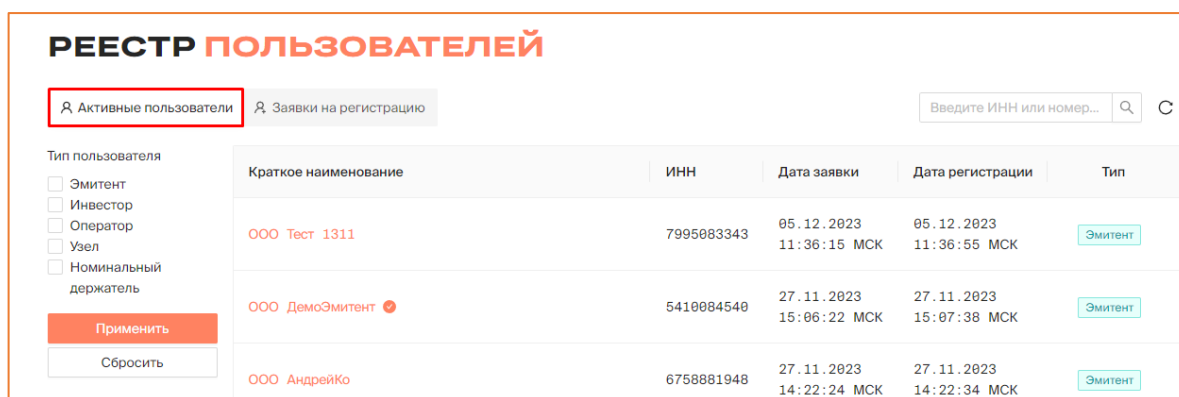 РЕЕСТР ПОЛЬЗОВАТЕЛЕЙ
Активные пользователи Заявки на регистрацию Введите ИНН или номер...
Тип пользователя
Эмитент
Инвестор
Оператор
Узел
Номинальный
держатель
Применить
Сбросить
Краткое наименование ИНН Дата заявки Дата регистрации Тип
ООО Тест 1311 7995083343 05.12.2023 05.12.2023 Эмитент
11:36:15 МСК 11:36:55 МСК
ООО ДемоЭмитент 5410084540 27.11.2023 27.11.2023 Эмитент
15:06:22 МСК 15:07:38 МСК
ООО АндрейКо 6758881948 27.11.2023 27.11.2023 Эмитент
14:22:24 МСК 14:22:34 МСК